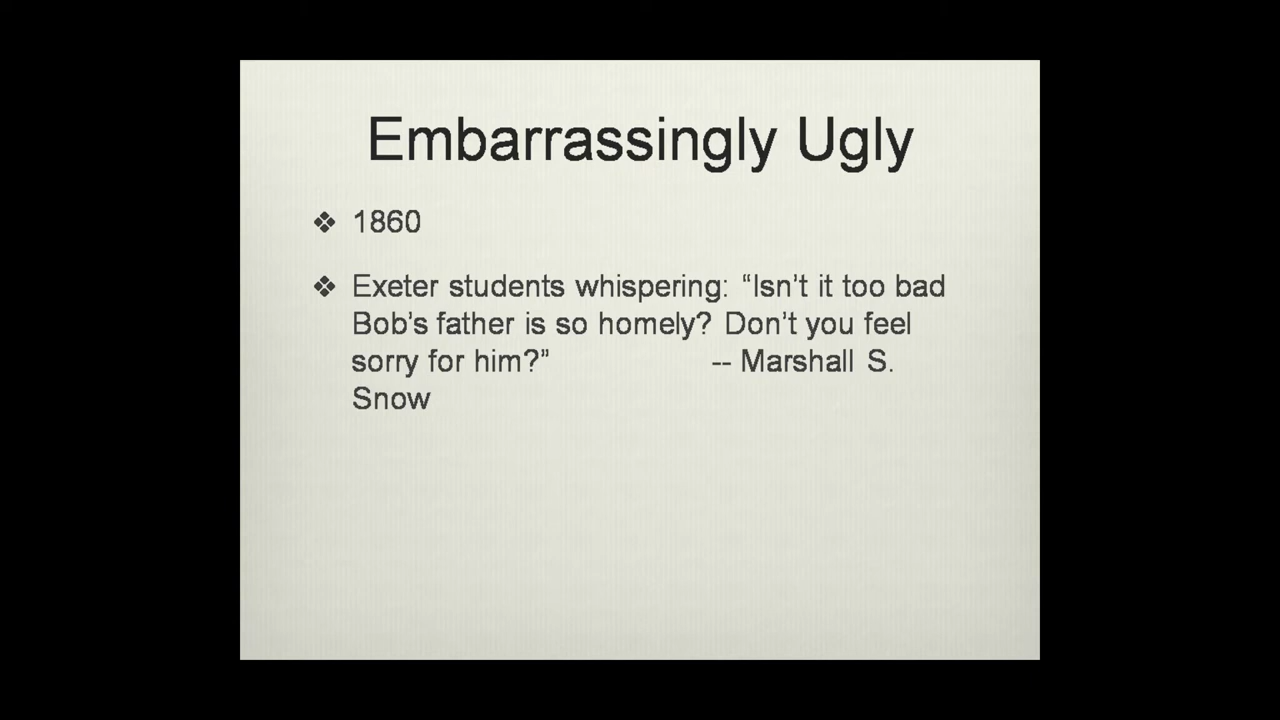 Embarrassingly Ugly
❖ 1860
❖ Exeter students whispering: “Isn’t it too bad
Bob’s father is so homely? Don’t you feel
sorry for him?” -- Marshall S.
Snow